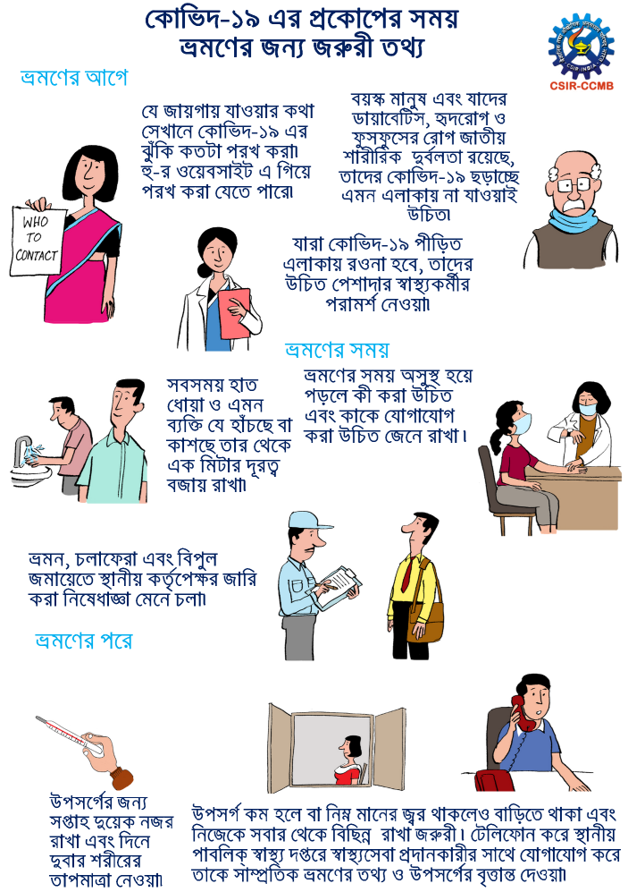 কোভিড-১৯ এর প্রকোপের সময়
ভ্রমণের জন্য জরুরী তথ্য
CSIR INDIA
CSIR-CCMB
ভ্রমণের আগে
যে জায়গায় যাওয়ার কথা
সেখানে কোভিড-১৯ এর
ঝুঁকি কতটা পরখ করা৷
হু-র ওয়েবসাইট এ গিয়ে
পরখ করা যেতে পারে৷
বয়স্ক মানুষ এবং যাদের
ডায়াবেটিস, হৃদরোগ ও
ফুসফুসের রোগ জাতীয়
শারীরিক দুর্বলতা রয়েছে,
তাদের কোভিড-১৯ ছড়াচ্ছে
এমন এলাকায় না যাওয়াই
উচিত৷
WHO
TO
CONTACT
যারা কোভিড-১৯ পীড়িত
এলাকায় রওনা হবে, তাদের
উচিত পেশাদার স্বাস্থ্যকর্মীর
পরামর্শ নেওয়া৷
ভ্রমণের সময়
সবসময় হাত
ধোয়া ও এমন
ব্যক্তি যে হাঁচছে বা
কাশছে তার থেকে
এক মিটার দূরত্ব
বজায় রাখা৷
ভ্রমণের সময় অসুস্থ হয়ে
পড়লে কী করা উচিত
এবং কাকে যোগাযোগ
করা উচিত জেনে রাখা ।
ভ্রমন, চলাফেরা এবং বিপুল
জমায়েতে স্থানীয় কর্তৃপেক্ষর জারি
করা নিষেধাজ্ঞা মেনে চলা৷
ভ্রমণের পরে
উপসর্গের জন্য
সপ্তাহ দুয়েক নজর
রাখা এবং দিনে
দুবার শরীরের
তাপমাত্রা নেওয়া৷
উপসর্গ কম হলে বা নিম্ন মানের জ্বর থাকলেও বাড়িতে থাকা এবং
নিজেকে সবার থেকে বিছিন্ন রাখা জরুরী । টেলিফোন করে স্থানীয়
পাবলিক্ স্বাস্থ্য দপ্তরে স্বাস্থ্যসেবা প্রদানকারীর সাথে যোগাযোগ করে
তাকে সাম্প্রতিক ভ্রমণের তথ্য ও উপসর্গের বৃত্তান্ত দেওয়া৷